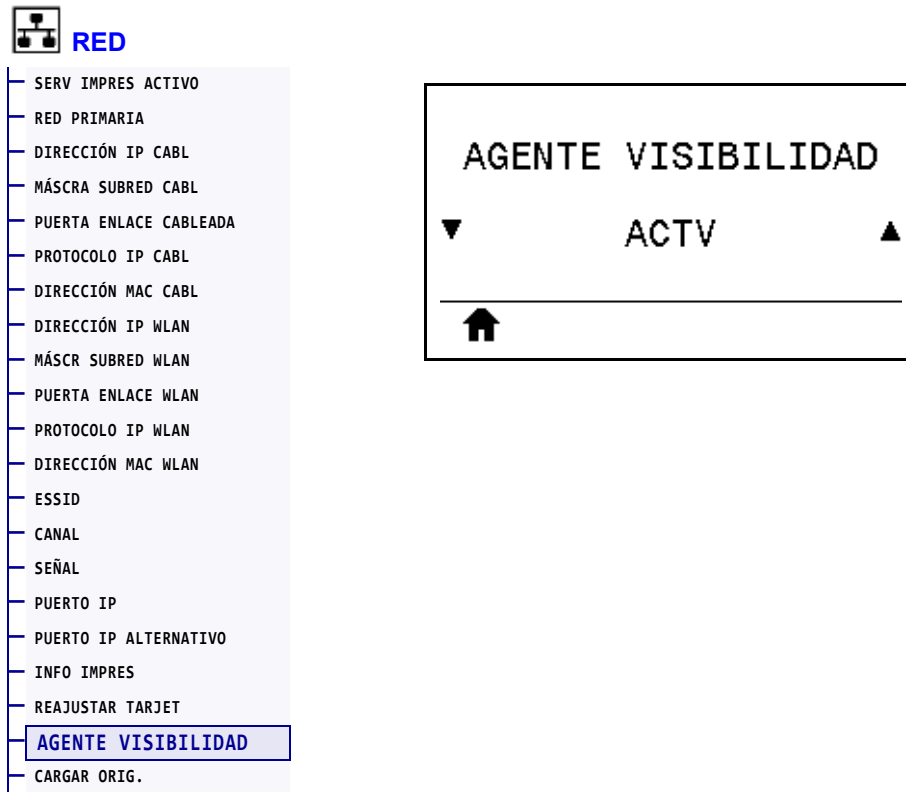 RED
SERV IMPRES ACTIVO
RED PRIMARIA
DIRECCIÓN IP CABL
MÁSCRA SUBRED CABL
PUERTA ENLACE CABLEADA
PROTOCOLO IP CABL
DIRECCIÓN MAC CABL
DIRECCIÓN IP WLAN
MÁSCR SUBRED WLAN
PUERTA ENLACE WLAN
PROTOCOLO IP WLAN
DIRECCIÓN MAC WLAN
ESSID
CANAL
SEÑAL
PUERTO IP
PUERTO IP ALTERNATIVO
INFO IMPRES
REAJUSTAR TARJET
AGENTE VISIBILIDAD
CARGAR ORIG.
AGENTE VISIBILIDAD
ACTV